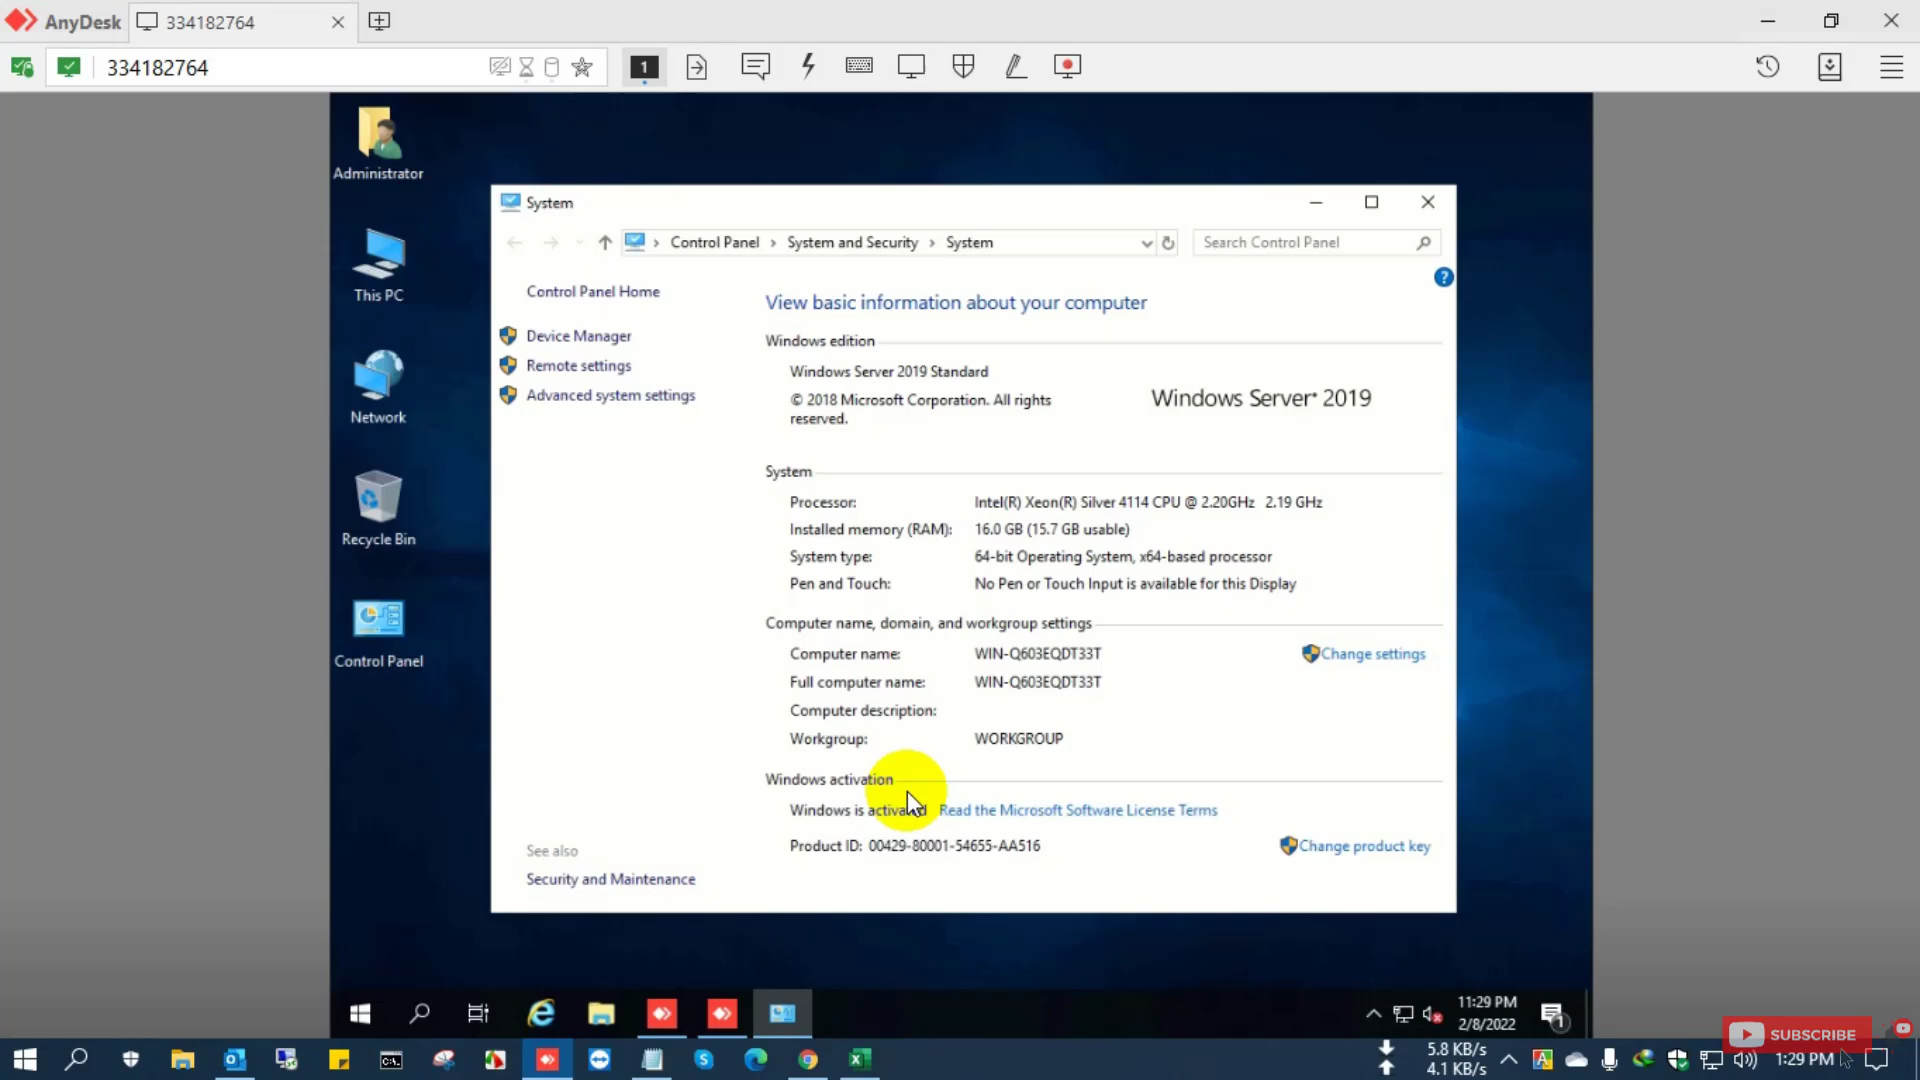 AnyDesk
334182764
334182764
1
Administrator
This PC
Network
Recycle Bin
Control Panel
System
Control Panel › System and Security › System
Search Control Panel
?
Control Panel Home
Device Manager
Remote settings
Advanced system settings
See also
Security and Maintenance
View basic information about your computer
Windows edition
Windows Server 2019 Standard
© 2018 Microsoft Corporation. All rights
reserved.
Windows Server 2019
System
Processor: Intel(R) Xeon(R) Silver 4114 CPU @ 2.20GHz 2.19 GHz
Installed memory (RAM): 16.0 GB (15.7 GB usable)
System type: 64-bit Operating System, x64-based processor
Pen and Touch: No Pen or Touch Input is available for this Display
Computer name, domain, and workgroup settings
Computer name: WIN-Q603EQDT33T
Change settings
Full computer name: WIN-Q603EQDT33T
Computer description:
Workgroup: WORKGROUP
Windows activation
Windows is activated Read the Microsoft Software License Terms
Product ID: 00429-80001-54655-AA516
Change product key
11:29 PM
2/8/2022
1
SUBSCRIBE
5.8 KB/s
4.1 KB/s
1:29 PM